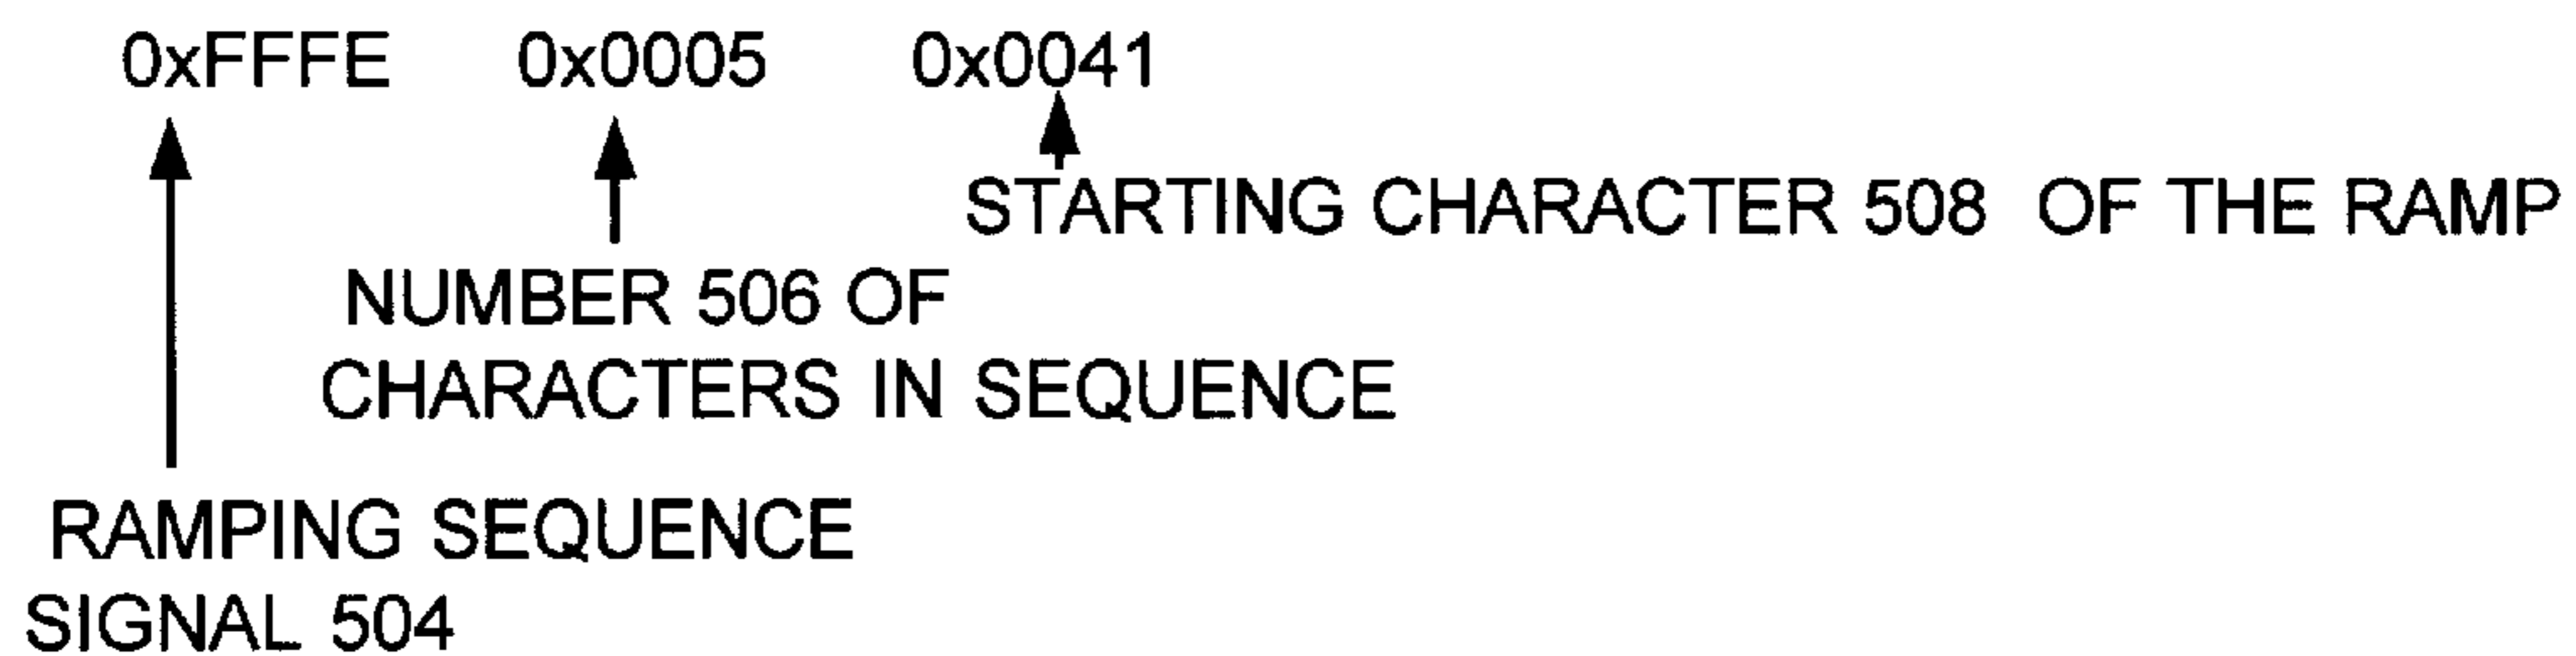 0xFFFE 0x0005 0x0041
STARTING CHARACTER 508 OF THE RAMP
NUMBER 506 OF
CHARACTERS IN SEQUENCE
RAMPING SEQUENCE
SIGNAL 504